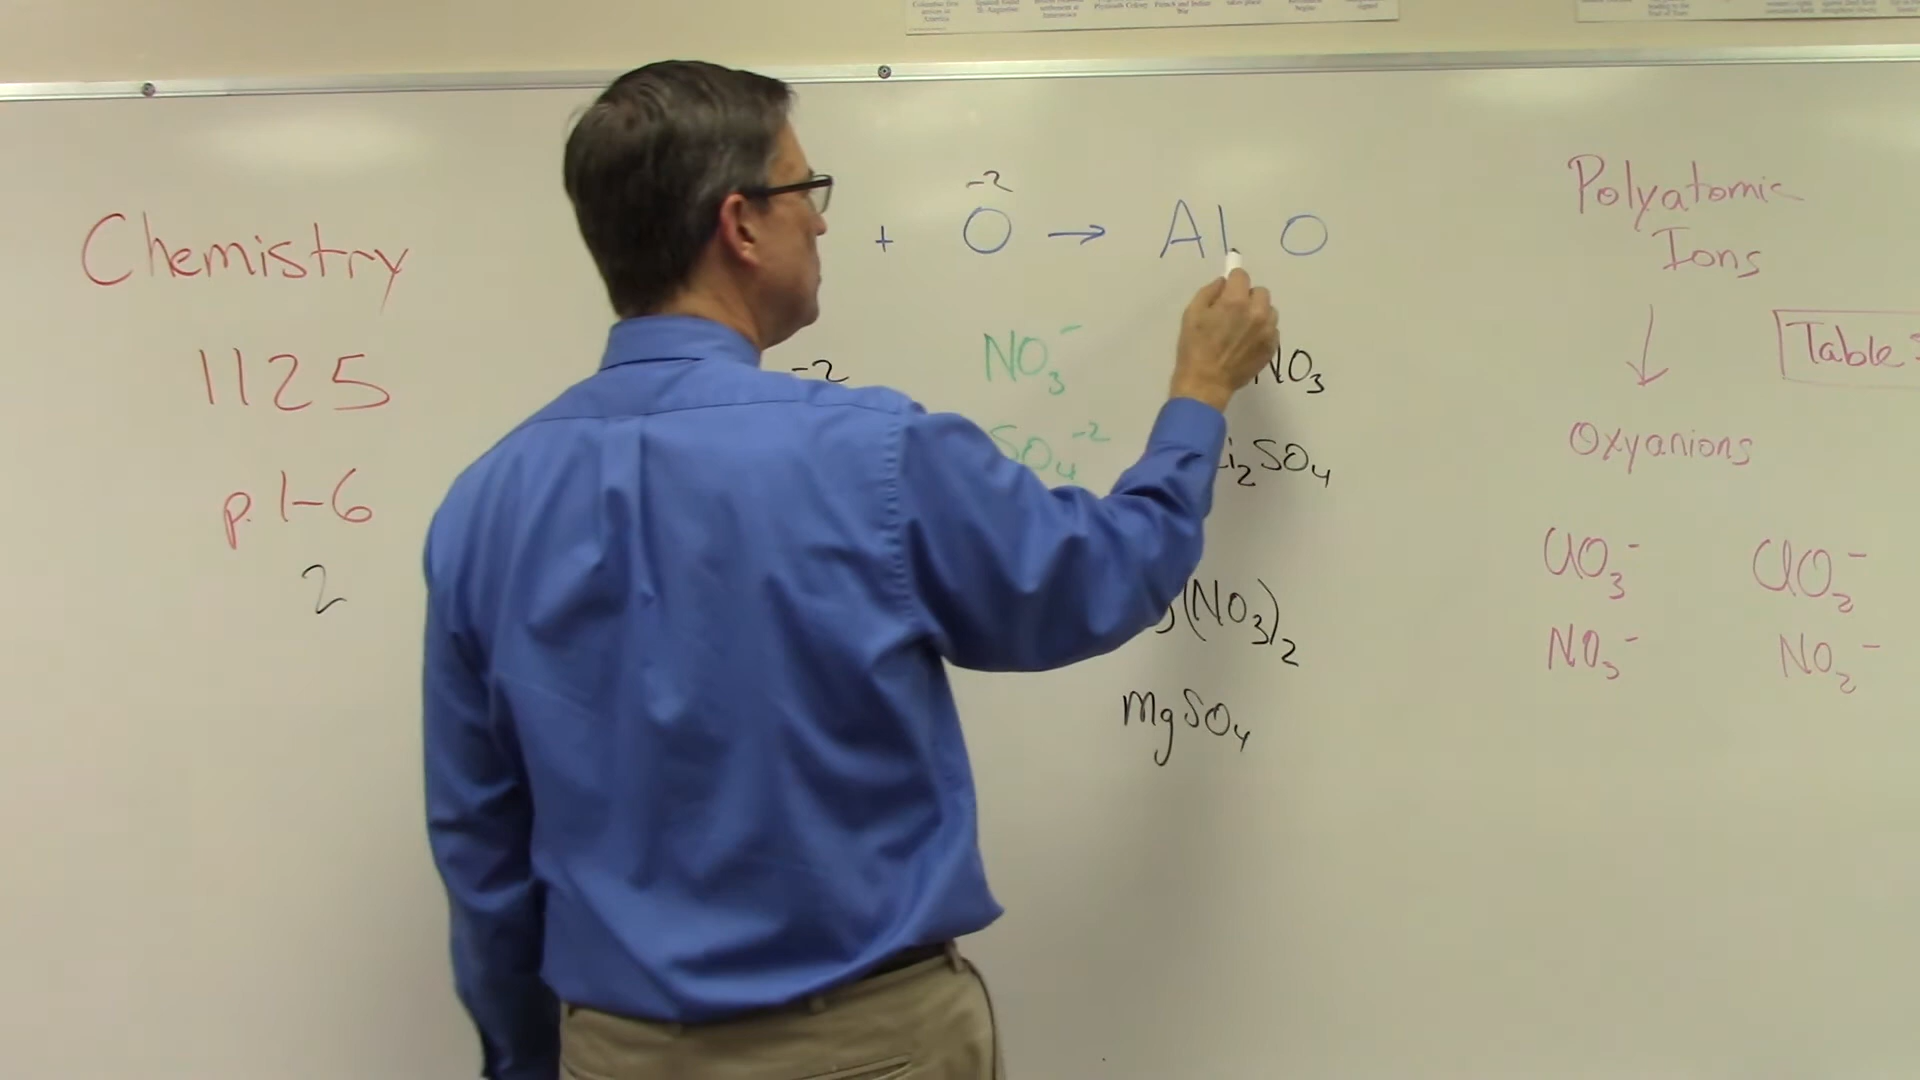 Chemistry
1125
p. 1-6
2
-2
+ O → Al O
-2
NO3-
SO4-2
NO3
i2SO4
(NO3)2
MgSO4
Polyatomic
Ions
↓
Table
Oxyanions
ClO3- ClO2-
NO3- NO2-